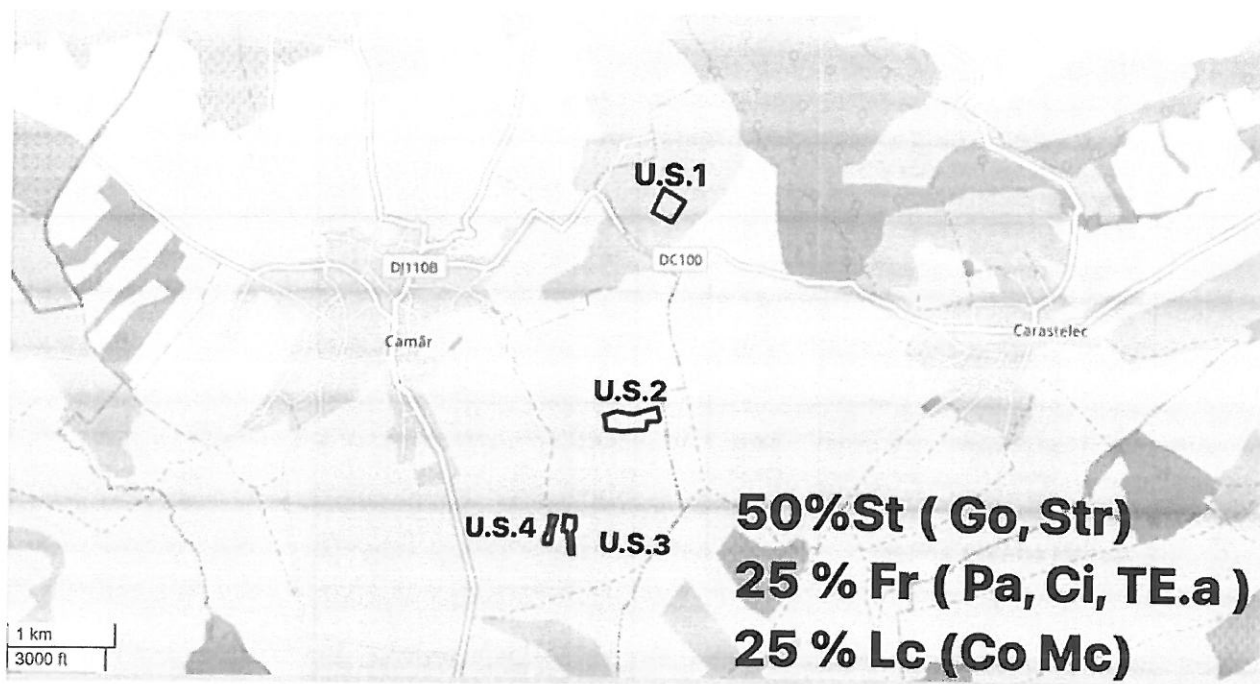 U.S.1
DJ110B
DC100
Camăr
Carastelec
U.S.2
50%St ( Go, Str)
U.S.4
U.S.3
25 % Fr ( Pa, Ci, TE.a )
1 km
3000 ft
25 % Lc (Co Mc)